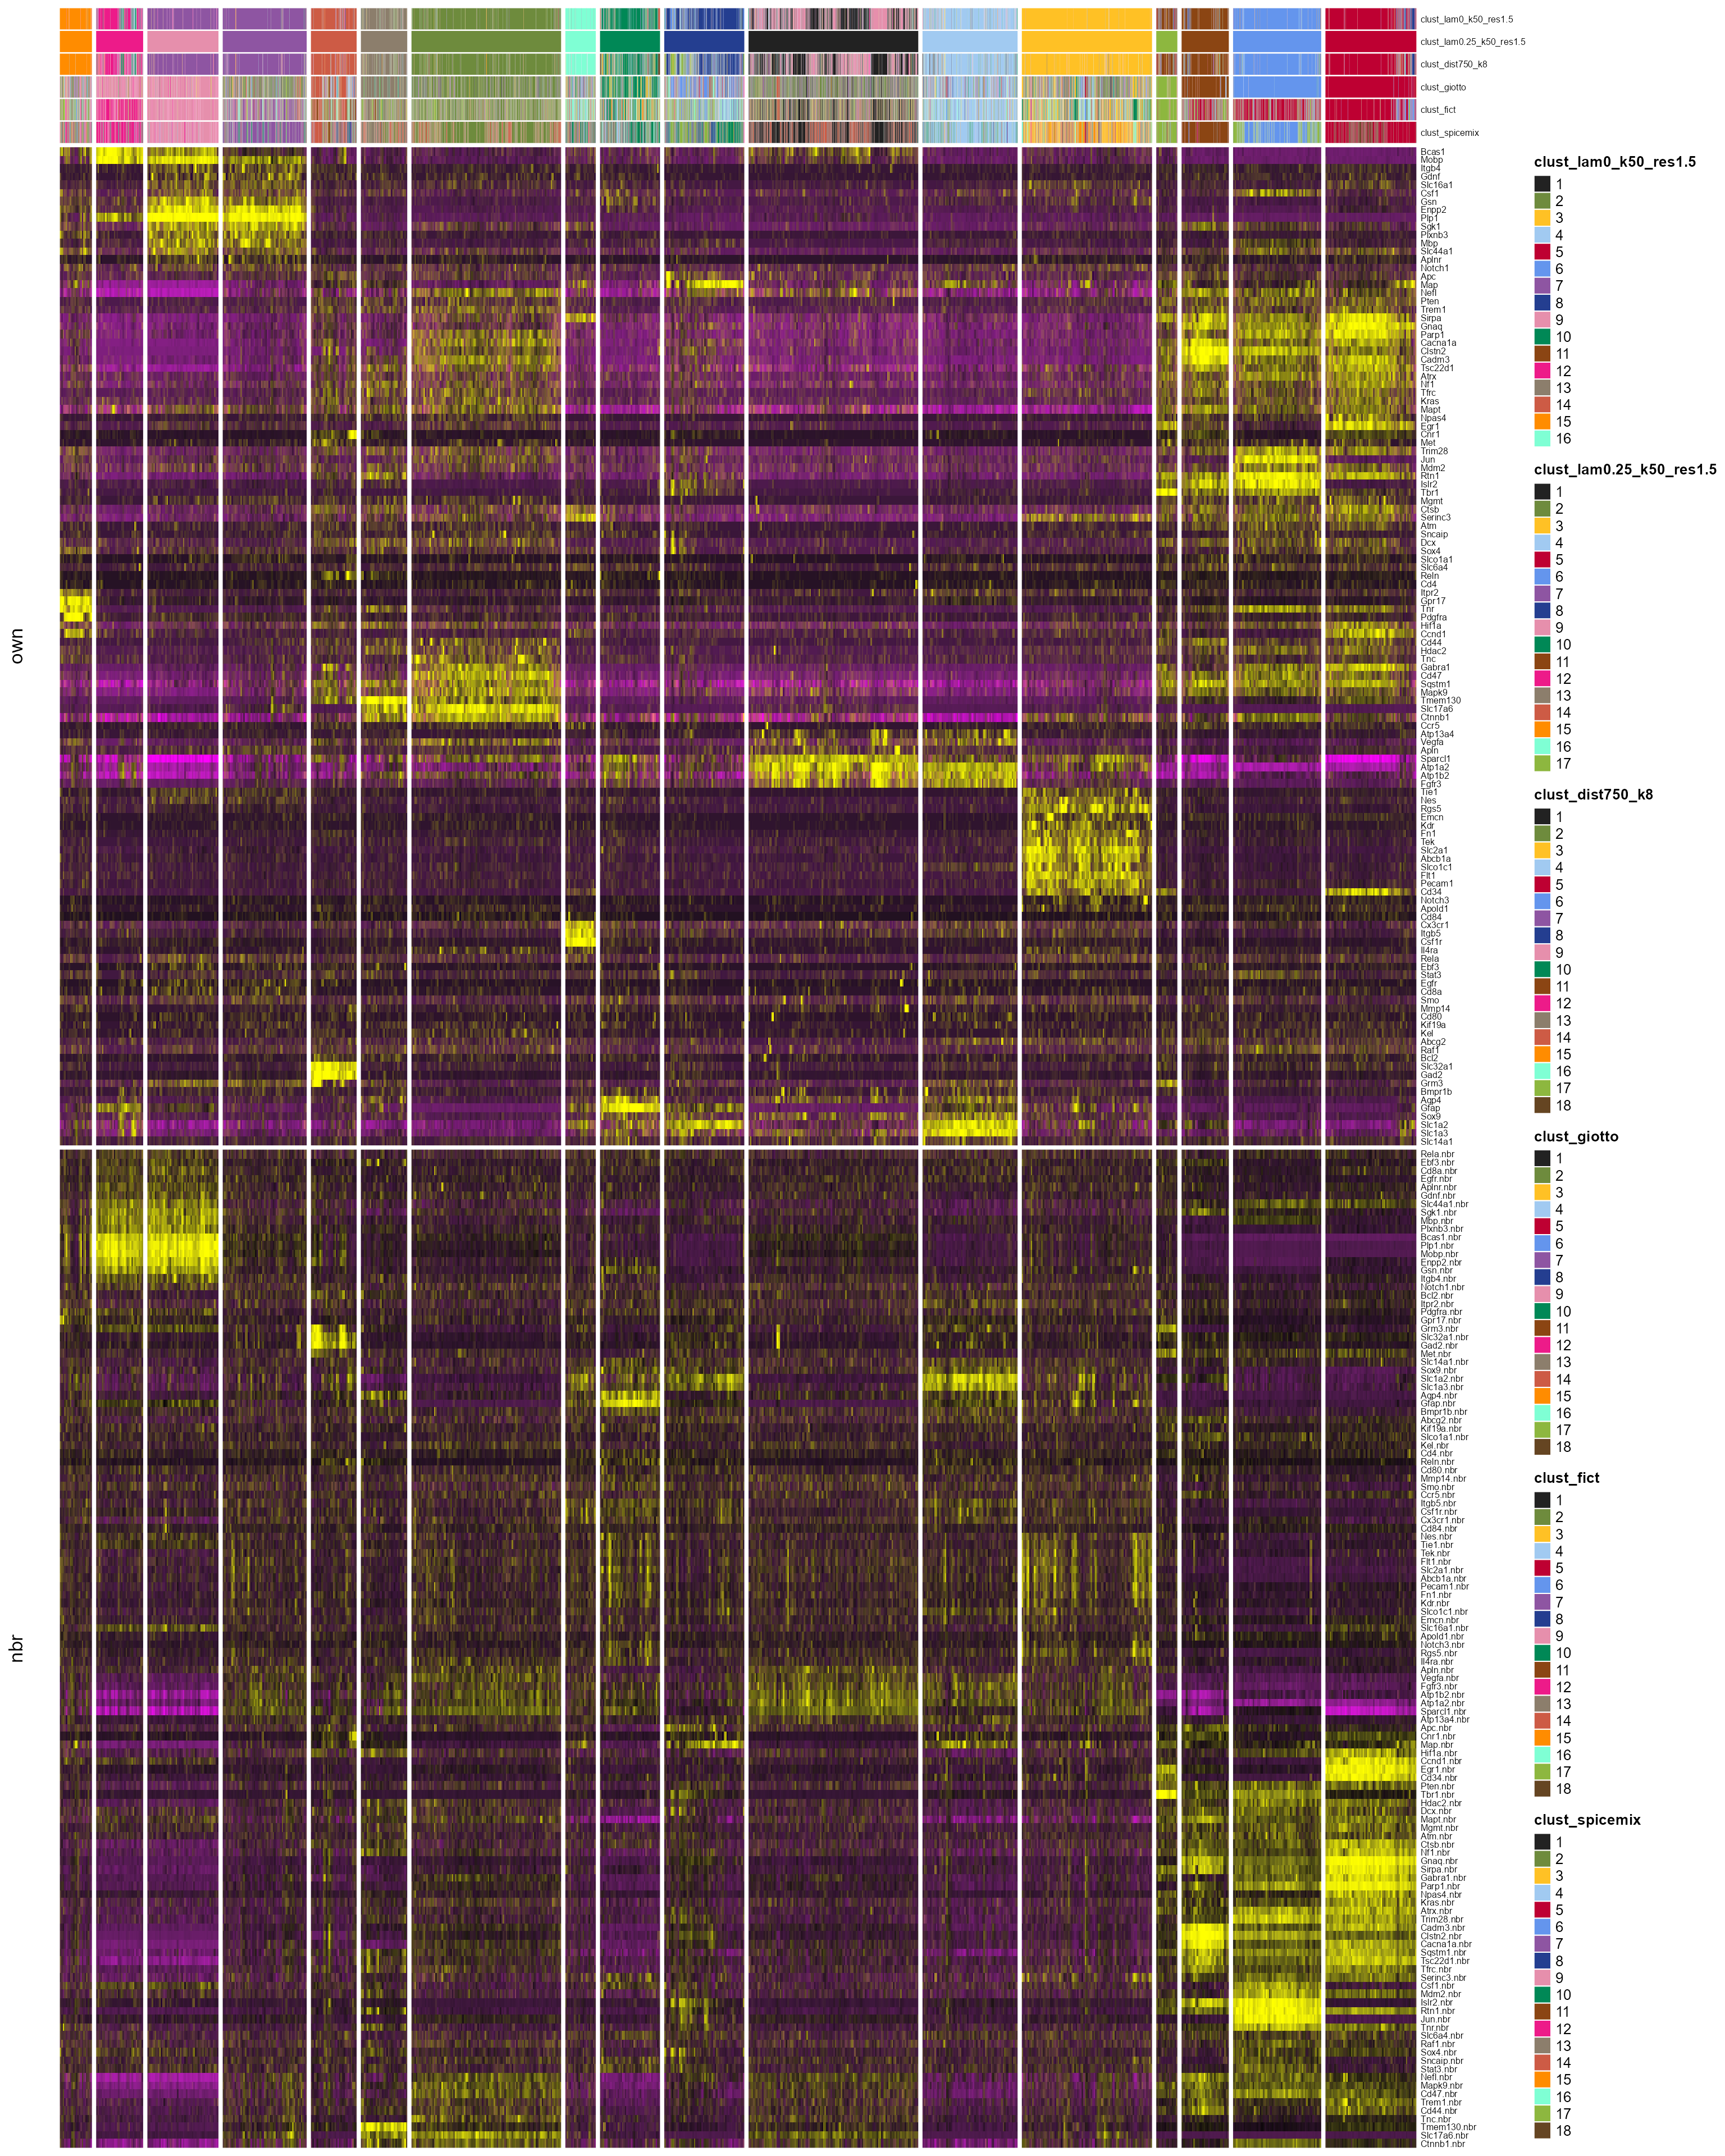 clust_lam0_k50_res1.5
clust_lam0.25_k50_res1.5
clust_dist750_k8
clust_giotto
clust_fict
clust_spicemix
own
Bcas1
Mobp
Itgb4
Gdnf
Slc16a1
Csf1
Gsn
Enpp2
Plp1
Sgk1
Plxnb3
Mbp
Slc44a1
Aplnr
Notch1
Apc
Map
Nefl
Pten
Trem1
Sirpa
Gnaq
Parp1
Cacna1a
Clstn2
Cadm3
Tsc22d1
Atrx
Nf1
Tfrc
Kras
Mapt
Npas4
Egr1
Cnr1
Met
Trim28
Jun
Mdm2
Rtn1
Islr2
Tbr1
Mgmt
Ctsb
Serinc3
Atm
Sncaip
Dcx
Sox4
Slco1a1
Slc6a4
Reln
Cd4
Itpr2
Gpr17
Tnr
Pdgfra
Hif1a
Ccnd1
Cd44
Hdac2
Tnc
Gabra1
Cd47
Sqstm1
Mapk9
Tmem130
Slc17a6
Ctnnb1
Ccr5
Atp13a4
Vegfa
Apln
Sparcl1
Atp1a2
Atp1b2
Fgfr3
Tie1
Nes
Rgs5
Emcn
Kdr
Fn1
Tek
Slc2a1
Abcb1a
Slco1c1
Flt1
Pecam1
Cd34
Notch3
Apold1
Cd84
Cx3cr1
Itgb5
Csf1r
Il4ra
Rela
Ebf3
Stat3
Egfr
Cd8a
Smo
Mmp14
Cd80
Kif19a
Kel
Abcg2
Raf1
Bcl2
Slc32a1
Gad2
Grm3
Bmpr1b
Aqp4
Gfap
Sox9
Slc1a2
Slc1a3
Slc14a1
nbr
Rela.nbr
Ebf3.nbr
Cd8a.nbr
Egfr.nbr
Aplnr.nbr
Gdnf.nbr
Slc44a1.nbr
Sgk1.nbr
Mbp.nbr
Plxnb3.nbr
Bcas1.nbr
Plp1.nbr
Mobp.nbr
Enpp2.nbr
Gsn.nbr
Itgb4.nbr
Notch1.nbr
Bcl2.nbr
Itpr2.nbr
Pdgfra.nbr
Gpr17.nbr
Grm3.nbr
Slc32a1.nbr
Gad2.nbr
Met.nbr
Slc14a1.nbr
Sox9.nbr
Slc1a2.nbr
Slc1a3.nbr
Aqp4.nbr
Gfap.nbr
Bmpr1b.nbr
Abcg2.nbr
Kif19a.nbr
Slco1a1.nbr
Kel.nbr
Cd4.nbr
Reln.nbr
Cd80.nbr
Mmp14.nbr
Smo.nbr
Ccr5.nbr
Itgb5.nbr
Csf1r.nbr
Cx3cr1.nbr
Cd84.nbr
Nes.nbr
Tie1.nbr
Tek.nbr
Flt1.nbr
Slc2a1.nbr
Abcb1a.nbr
Pecam1.nbr
Fn1.nbr
Kdr.nbr
Slco1c1.nbr
Emcn.nbr
Slc16a1.nbr
Apold1.nbr
Notch3.nbr
Rgs5.nbr
Il4ra.nbr
Apln.nbr
Vegfa.nbr
Fgfr3.nbr
Atp1b2.nbr
Atp1a2.nbr
Sparcl1.nbr
Atp13a4.nbr
Apc.nbr
Cnr1.nbr
Map.nbr
Hif1a.nbr
Ccnd1.nbr
Egr1.nbr
Cd34.nbr
Pten.nbr
Tbr1.nbr
Hdac2.nbr
Dcx.nbr
Mapt.nbr
Mgmt.nbr
Atm.nbr
Ctsb.nbr
Nf1.nbr
Gnaq.nbr
Sirpa.nbr
Gabra1.nbr
Parp1.nbr
Npas4.nbr
Kras.nbr
Atrx.nbr
Trim28.nbr
Cadm3.nbr
Clstn2.nbr
Cacna1a.nbr
Sqstm1.nbr
Tsc22d1.nbr
Tfrc.nbr
Serinc3.nbr
Csf1.nbr
Mdm2.nbr
Islr2.nbr
Rtn1.nbr
Jun.nbr
Tnr.nbr
Slc6a4.nbr
Raf1.nbr
Sox4.nbr
Sncaip.nbr
Stat3.nbr
Nefl.nbr
Mapk9.nbr
Cd47.nbr
Trem1.nbr
Cd44.nbr
Tnc.nbr
Tmem130.nbr
Slc17a6.nbr
Ctnnb1.nbr
clust_lam0_k50_res1.5
1
2
3
4
5
6
7
8
9
10
11
12
13
14
15
16
clust_lam0.25_k50_res1.5
1
2
3
4
5
6
7
8
9
10
11
12
13
14
15
16
17
clust_dist750_k8
1
2
3
4
5
6
7
8
9
10
11
12
13
14
15
16
17
18
clust_giotto
1
2
3
4
5
6
7
8
9
10
11
12
13
14
15
16
17
18
clust_fict
1
2
3
4
5
6
7
8
9
10
11
12
13
14
15
16
17
18
clust_spicemix
1
2
3
4
5
6
7
8
9
10
11
12
13
14
15
16
17
18